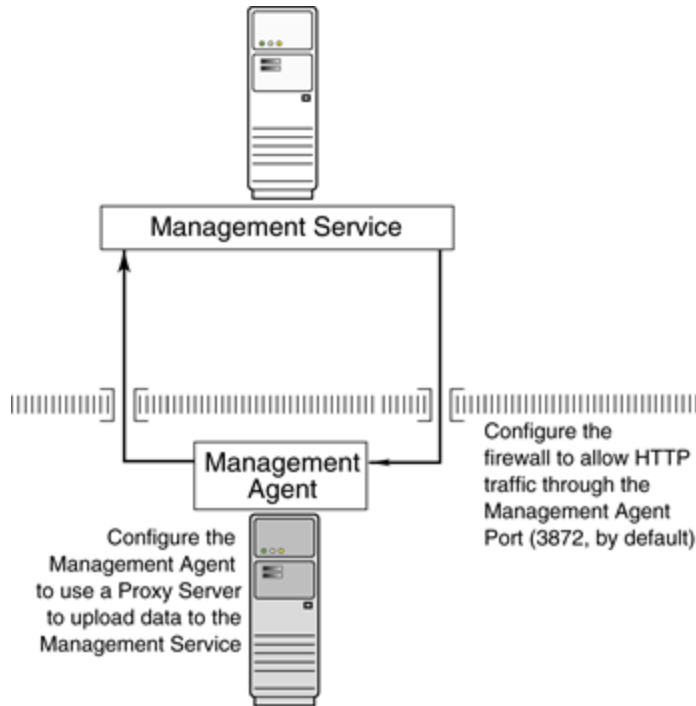 Management Service
Configure the
firewall to allow HTTP
traffic through the
Management Agent
Port (3872, by default)
Management
Agent
Configure the
Management Agent
to use a Proxy Server
to upload data to the
Management Service